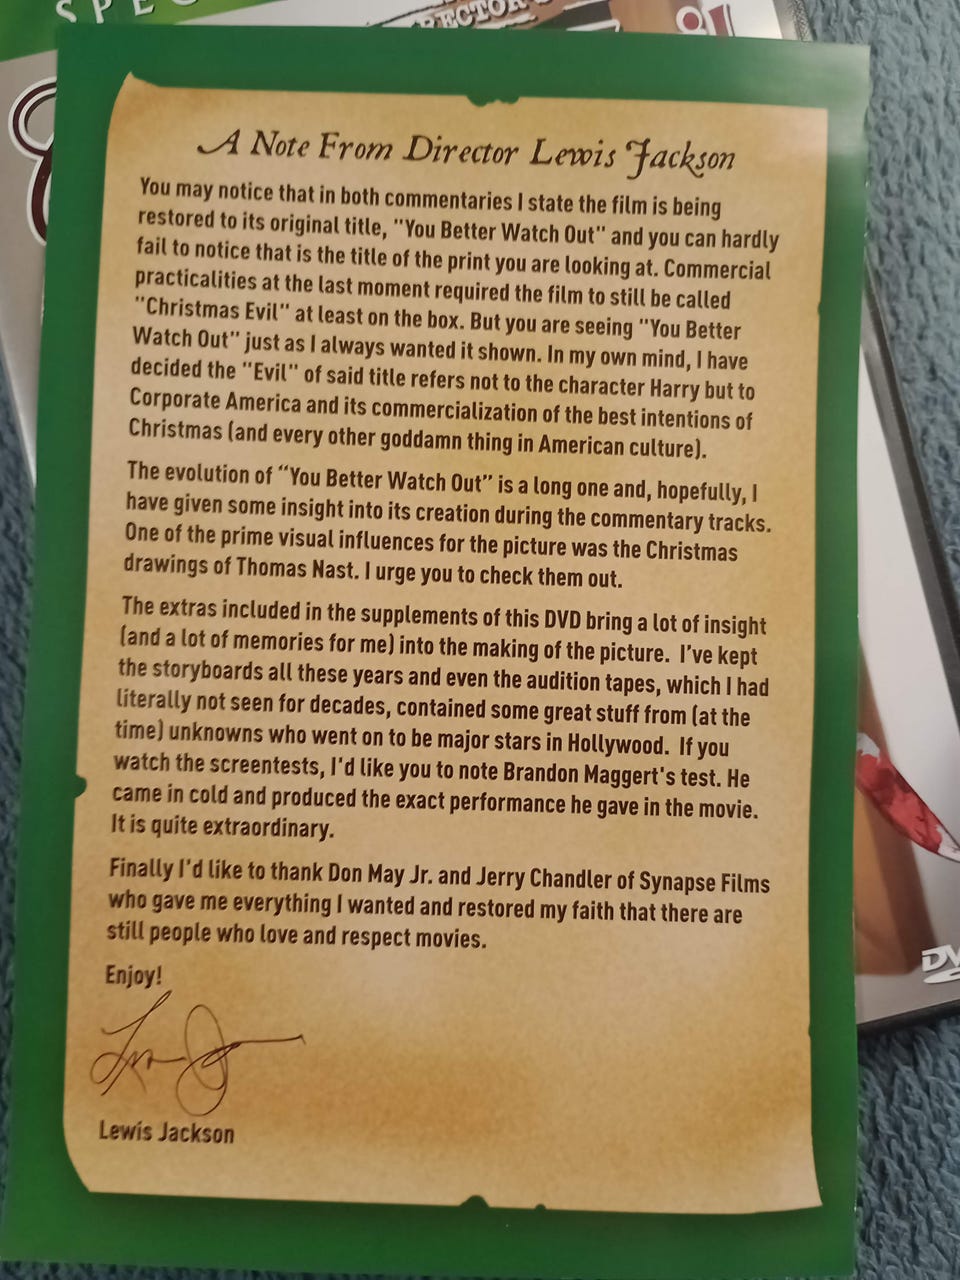 SPEC
RECTOR'S
A Note From Director Lewis Jackson
You may notice that in both commentaries I state the film is being
restored to its original title, "You Better Watch Out" and you can hardly
fail to notice that is the title of the print you are looking at. Commercial
practicalities at the last moment required the film to still be called
"Christmas Evil" at least on the box. But you are seeing "You Better
Watch Out" just as I always wanted it shown. In my own mind, I have
decided the "Evil" of said title refers not to the character Harry but to
Corporate America and its commercialization of the best intentions of
Christmas (and every other goddamn thing in American culture).
The evolution of “You Better Watch Out” is a long one and, hopefully, I
have given some insight into its creation during the commentary tracks.
One of the prime visual influences for the picture was the Christmas
drawings of Thomas Nast. I urge you to check them out.
The extras included in the supplements of this DVD bring a lot of insight
(and a lot of memories for me) into the making of the picture. I've kept
the storyboards all these years and even the audition tapes, which I had
literally not seen for decades, contained some great stuff from (at the
time) unknowns who went on to be major stars in Hollywood. If you
watch the screentests, I'd like you to note Brandon Maggert's test. He
came in cold and produced the exact performance he gave in the movie.
It is quite extraordinary.
Finally I'd like to thank Don May Jr. and Jerry Chandler of Synapse Films
who gave me everything I wanted and restored my faith that there are
still people who love and respect movies.
Enjoy!
Lewis Jackson
DV